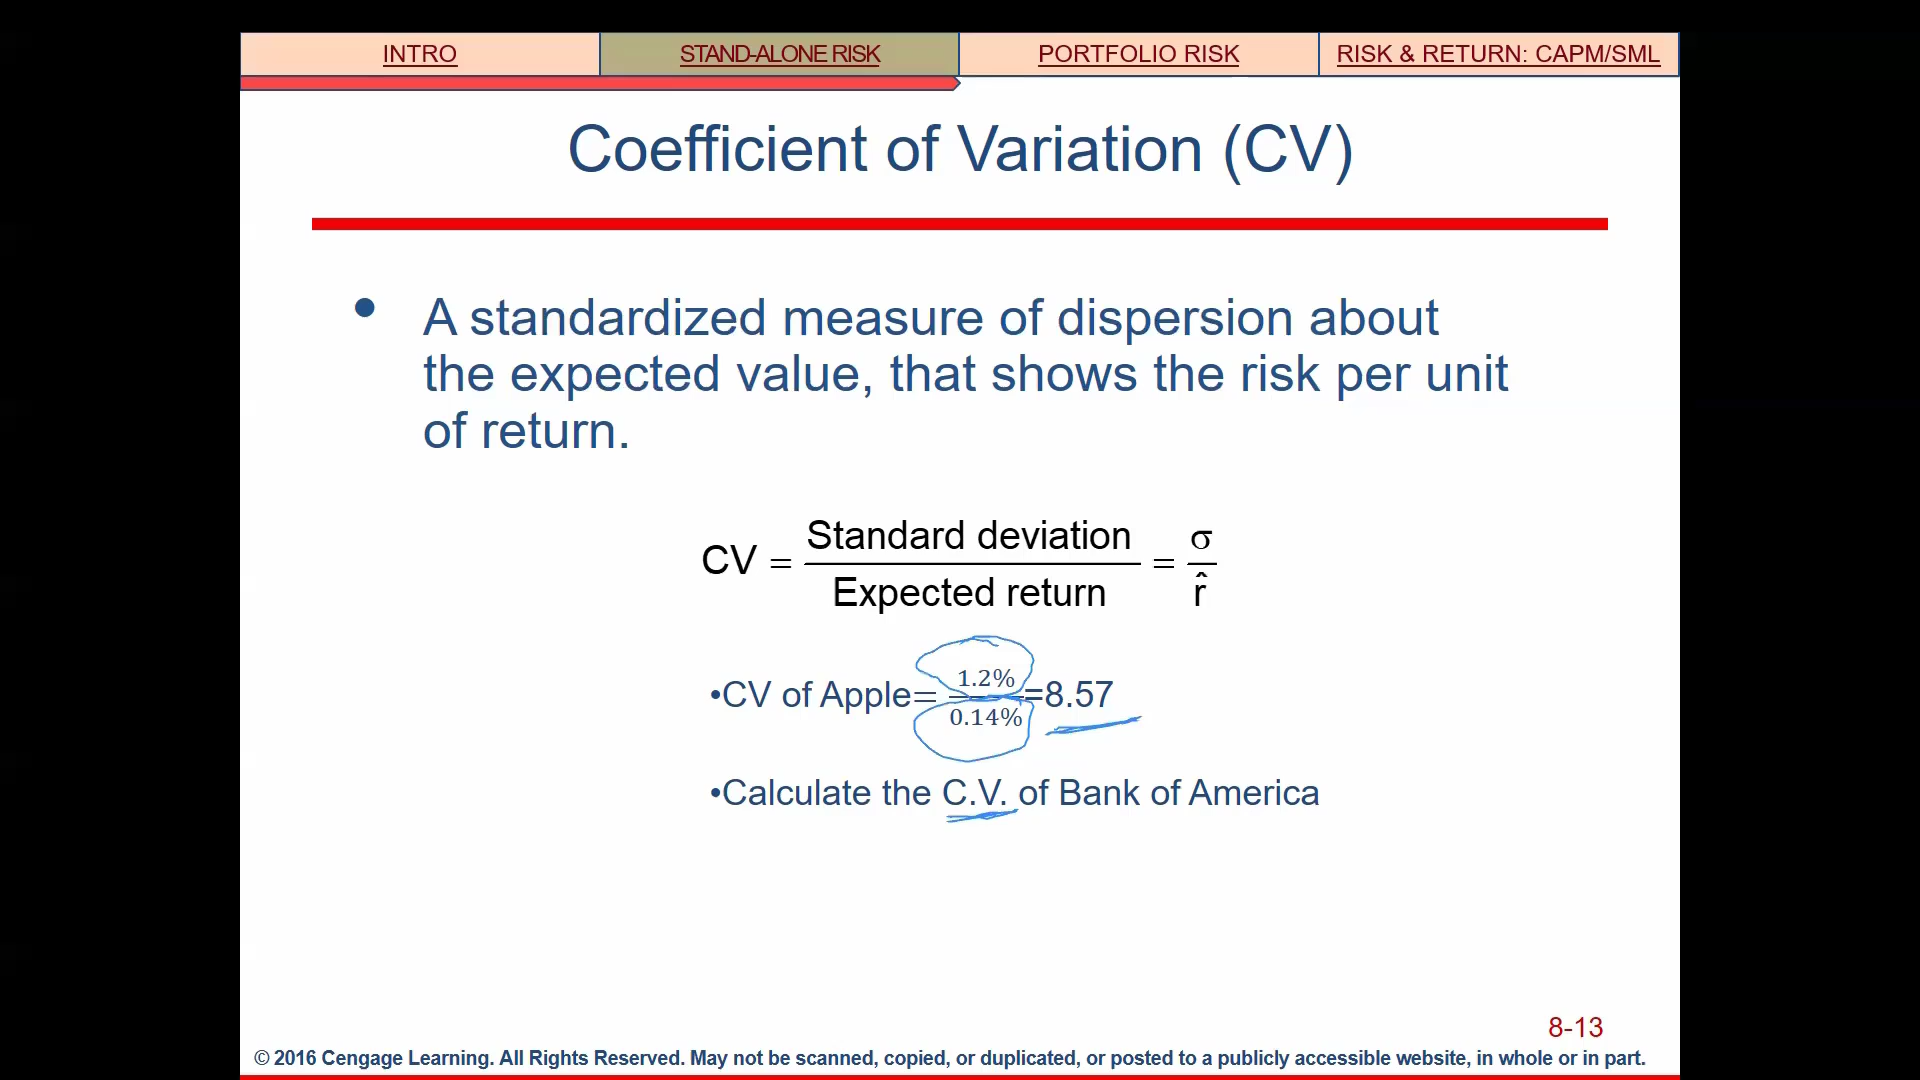 INTRO STAND-ALONE RISK PORTFOLIO RISK RISK & RETURN: CAPM/SML
Coefficient of Variation (CV)
• A standardized measure of dispersion about
the expected value, that shows the risk per unit
of return.
CV = Standard deviation / Expected return = σ / r̂
•CV of Apple= 1.2% / 0.14% =8.57
•Calculate the C.V. of Bank of America
8-13
© 2016 Cengage Learning. All Rights Reserved. May not be scanned, copied, or duplicated, or posted to a publicly accessible website, in whole or in part.